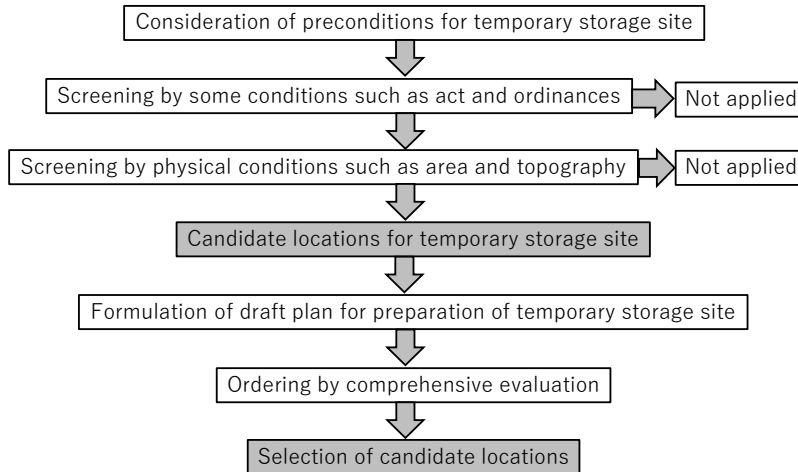 Consideration of preconditions for temporary storage site
Screening by some conditions such as act and ordinances
Not applied
Screening by physical conditions such as area and topography
Not applied
Candidate locations for temporary storage site
Formulation of draft plan for preparation of temporary storage site
Ordering by comprehensive evaluation
Selection of candidate locations